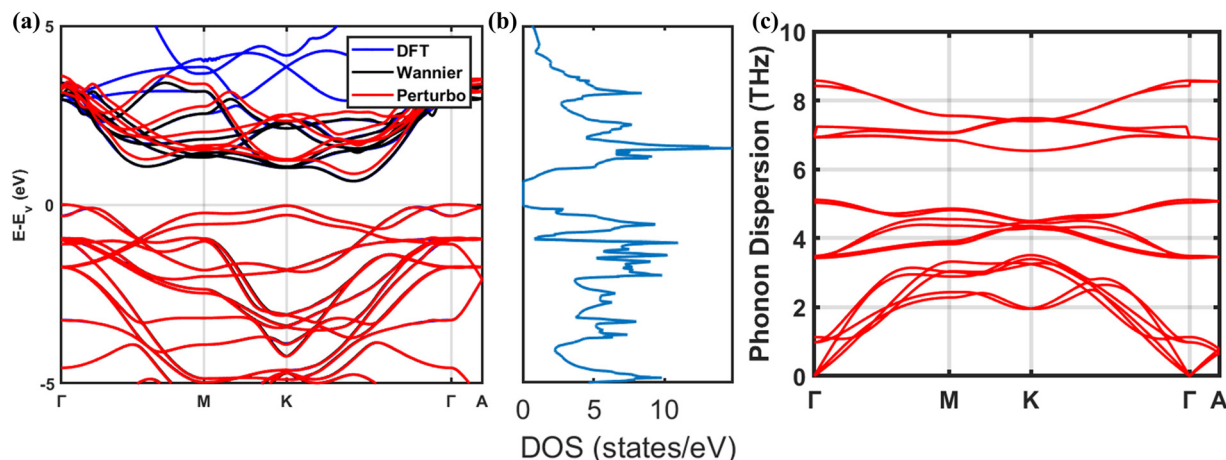 (a)
5
DFT
Wannier
Perturbo
E-Ev (eV)
0
-5
Γ
M
K
Γ
A
(b)
0
5
10
DOS (states/eV)
(c)
10
8
6
4
2
0
Phonon Dispersion (THz)
Γ
M
K
Γ
A